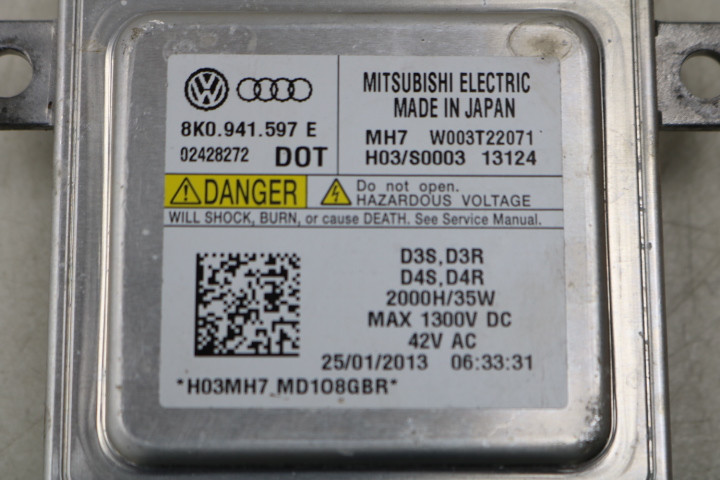 8K0.941.597 E
02428272 DOT
MITSUBISHI ELECTRIC
MADE IN JAPAN
MH7 W003T22071
H03/S0003 13124
DANGER
Do not open.
HAZARDOUS VOLTAGE
WILL SHOCK, BURN, or cause DEATH. See Service Manual.
D3S,D3R
D4S,D4R
2000H/35W
MAX 1300V DC
42V AC
25/01/2013 06:33:31
*H03MH7 MD108GBR*